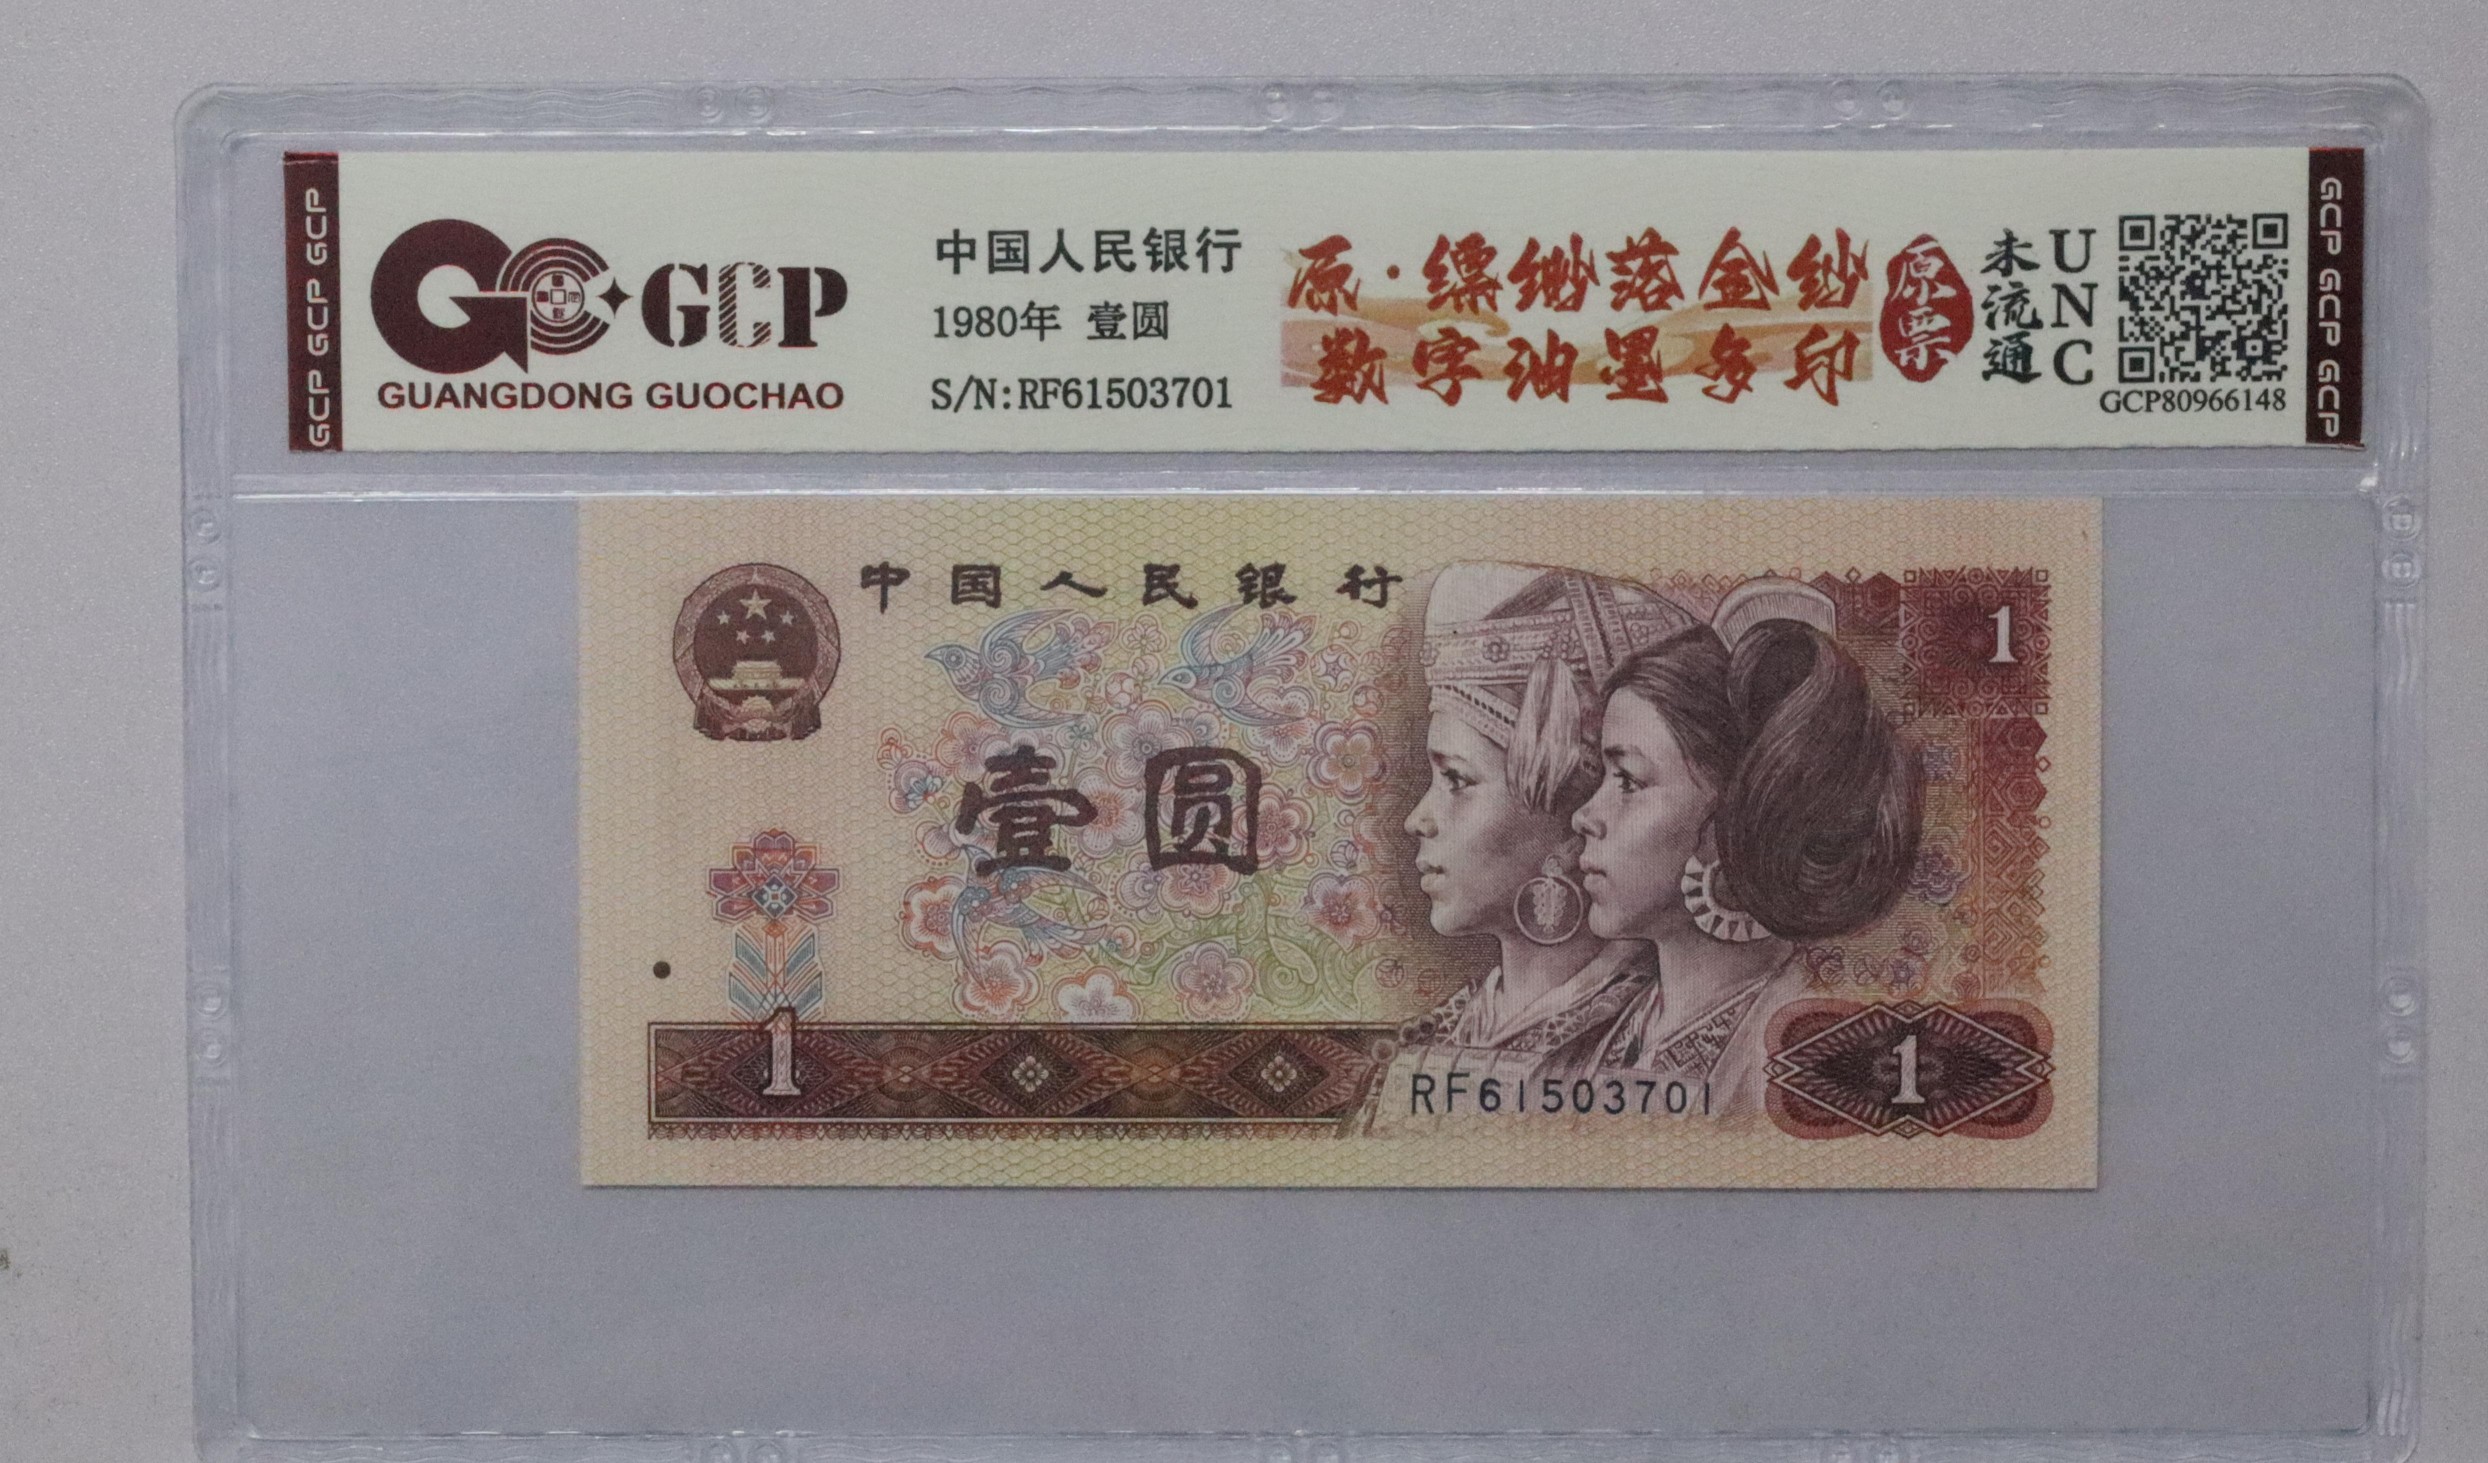 GCP GCP GCP
GCP
GUANGDONG GUOCHAO
中国人民银行
1980年 壹圆
S/N:RF61503701
原·缥缈落金纱
数字油墨多印
原票
未流通
UNC
GCP80966148
GCP GCP GCP
中国人民银行
1
壹圆
1
RF61503701
1